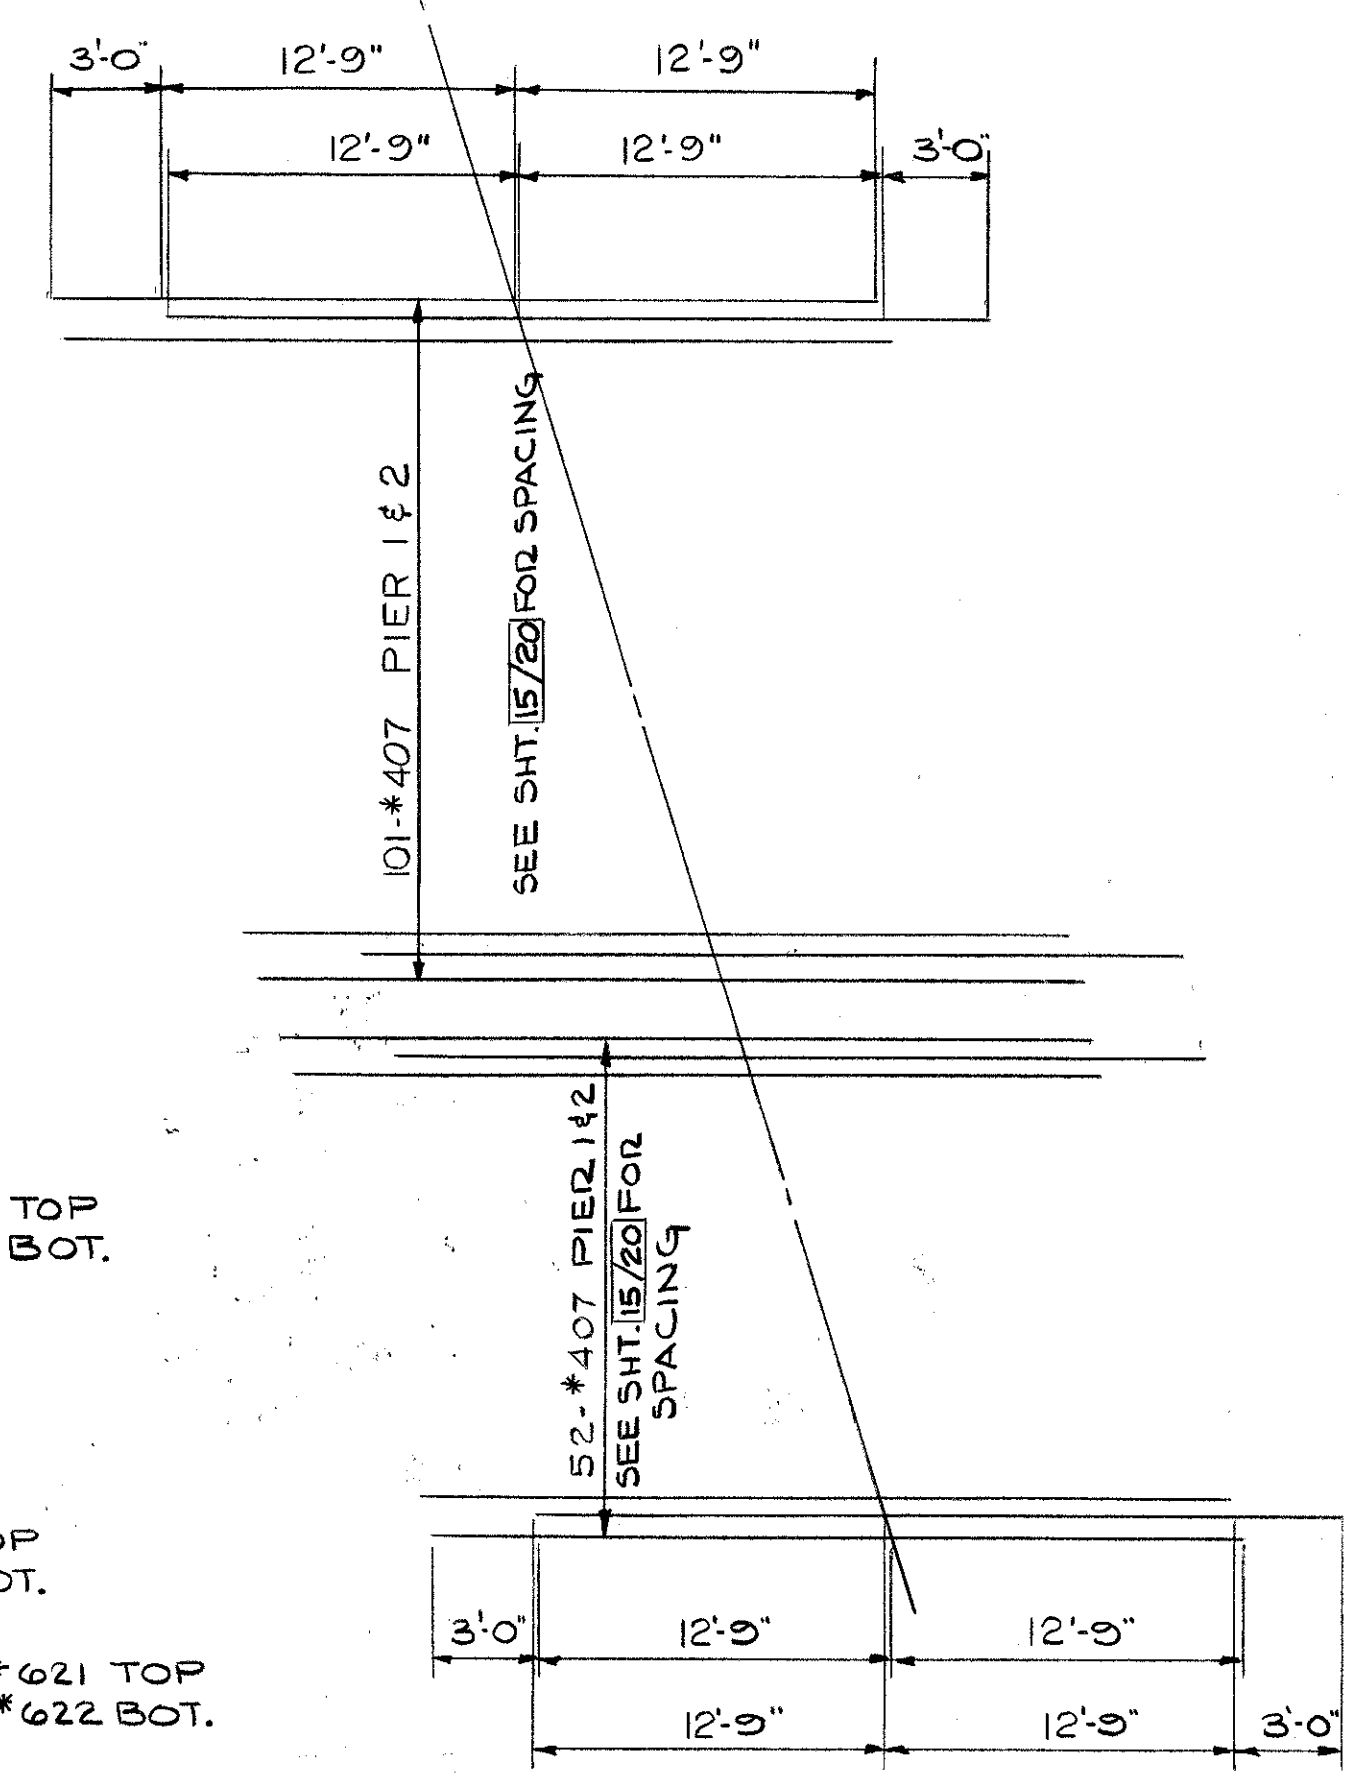 3'-0" 12'-9" 12'-9"
12'-9" 12'-9" 3'-0"
101-*407 PIER 1 & 2
SEE SHT. 15/20 FOR SPACING
52-*407 PIER 1 & 2
SEE SHT. 15/20 FOR
SPACING
TOP
BOT.
OP
OT.
*621 TOP
*622 BOT.
3'-0" 12'-9" 12'-9"
12'-9" 12'-9" 3'-0"